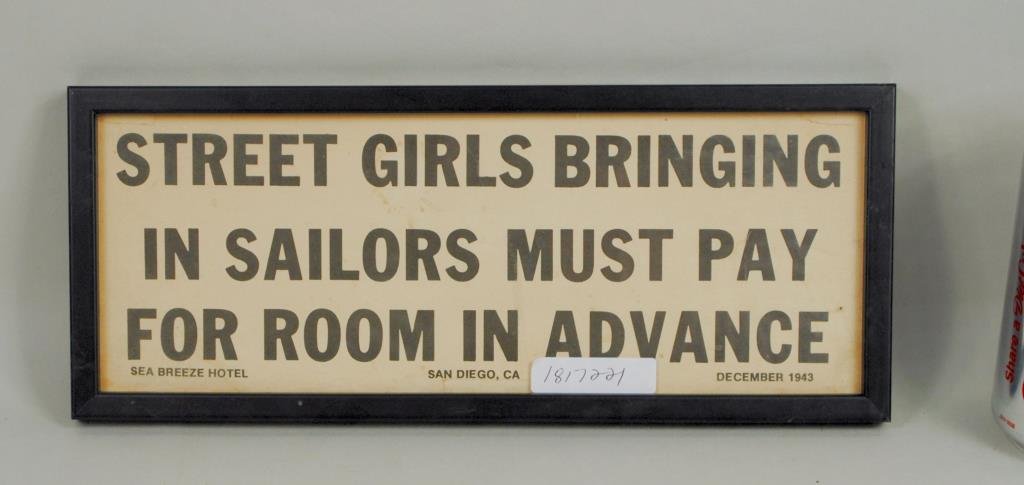 STREET GIRLS BRINGING
IN SAILORS MUST PAY
FOR ROOM IN ADVANCE
SEA BREEZE HOTEL SAN DIEGO, CA DECEMBER 1943
1817221
Share a